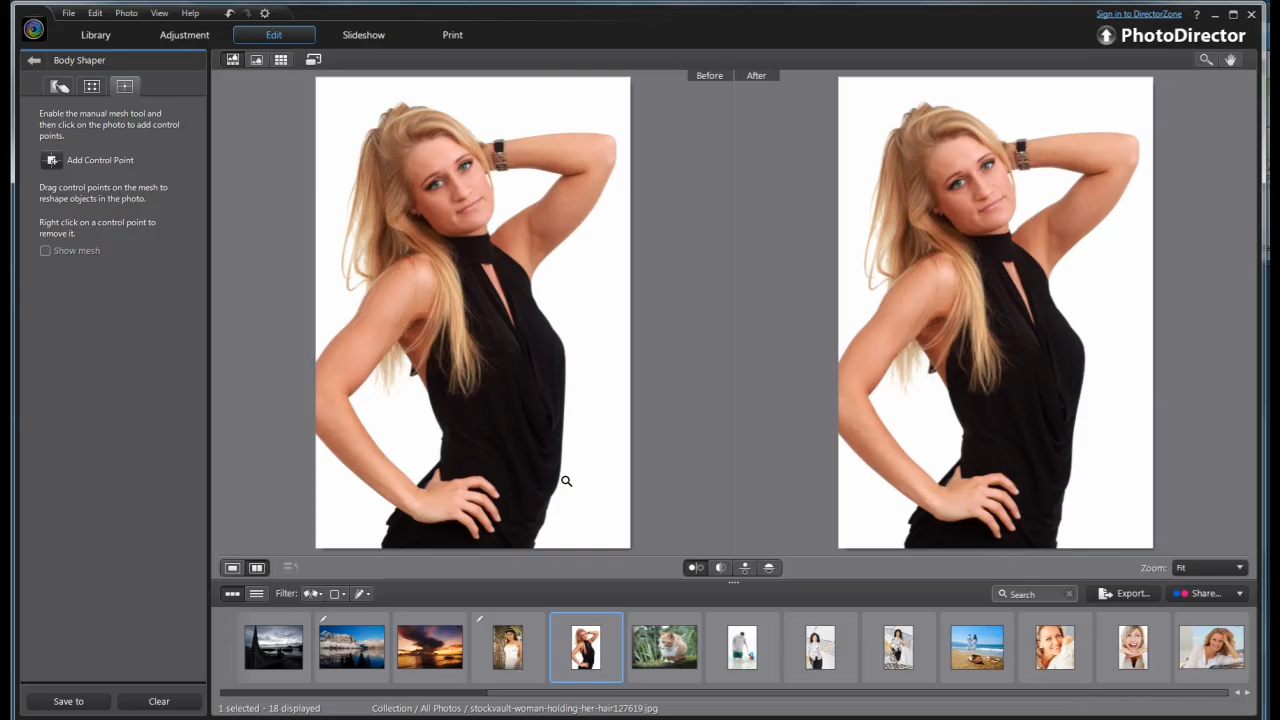 File Edit Photo View Help
Sign in to DirectorZone ?
Library Adjustment Edit Slideshow Print
PhotoDirector
Body Shaper
Before After
Enable the manual mesh tool and
then click on the photo to add control
points.
Add Control Point
Drag control points on the mesh to
reshape objects in the photo.
Right click on a control point to
remove it.
Show mesh
Zoom: Fit
Filter:
Search
Export...
Share...
Save to Clear
1 selected - 18 displayed Collection / All Photos / stockvault-woman-holding-her-hair127619.jpg